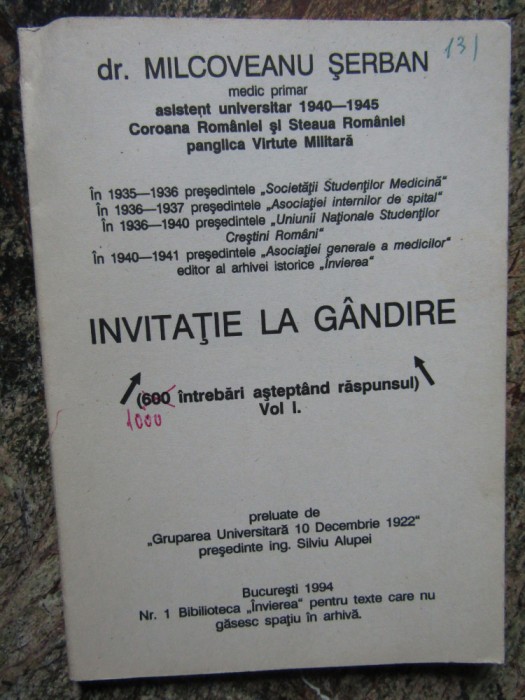 131
dr. MILCOVEANU ŞERBAN
medic primar
asistent universitar 1940—1945
Coroana României şi Steaua României
panglica Virtute Militară
În 1935—1936 preşedintele „Societăţii Studenţilor Medicină“
În 1936—1937 preşedintele „Asociaţiei internilor de spital“
În 1936—1940 preşedintele „Uniunii Naţionale Studenţilor
Creştini Români“
În 1940—1941 preşedintele „Asociaţiei generale a medicilor“
editor al arhivei istorice „Învierea“
INVITAŢIE LA GÂNDIRE
(600 întrebări aşteptând răspunsul)
1000
Vol I.
preluate de
„Gruparea Universitară 10 Decembrie 1922“
preşedinte ing. Silviu Alupei
Bucureşti 1994
Nr. 1 Bibilioteca „Învierea“ pentru texte care nu
găsesc spaţiu în arhivă.